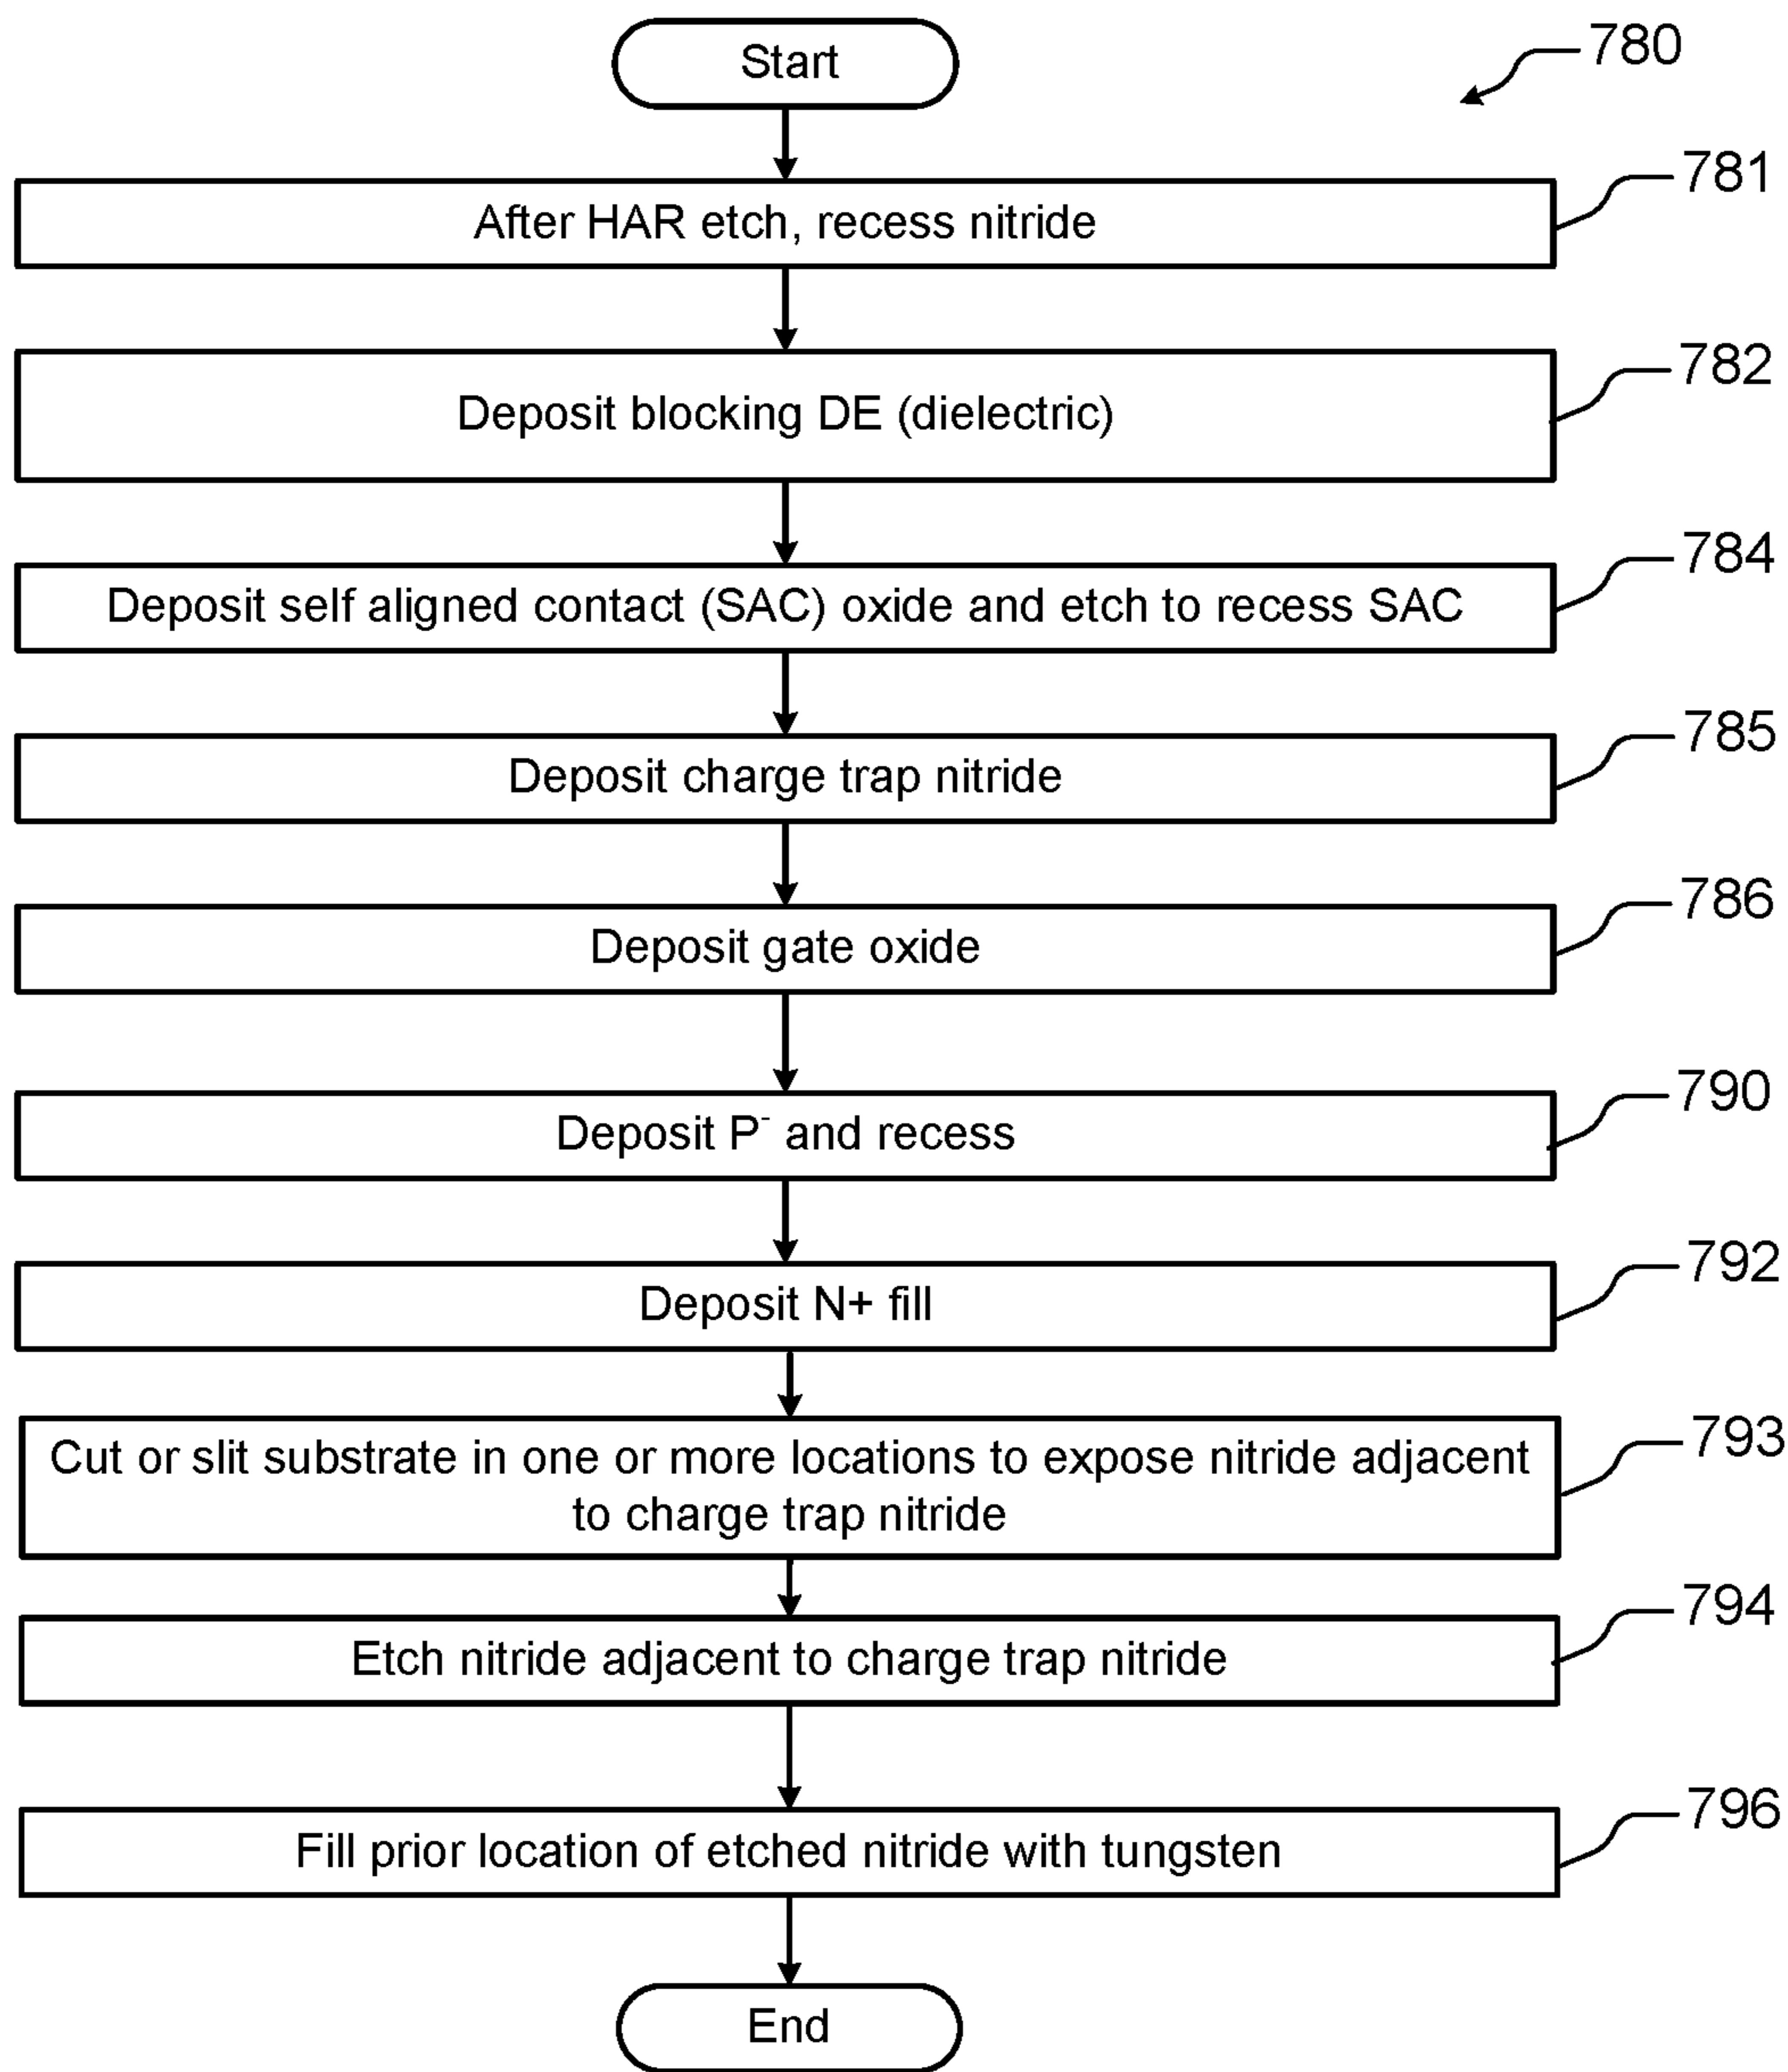 Start
780
After HAR etch, recess nitride
781
Deposit blocking DE (dielectric)
782
Deposit self aligned contact (SAC) oxide and etch to recess SAC
784
Deposit charge trap nitride
785
Deposit gate oxide
786
Deposit P⁻ and recess
790
Deposit N+ fill
792
Cut or slit substrate in one or more locations to expose nitride adjacent
to charge trap nitride
793
Etch nitride adjacent to charge trap nitride
794
Fill prior location of etched nitride with tungsten
796
End